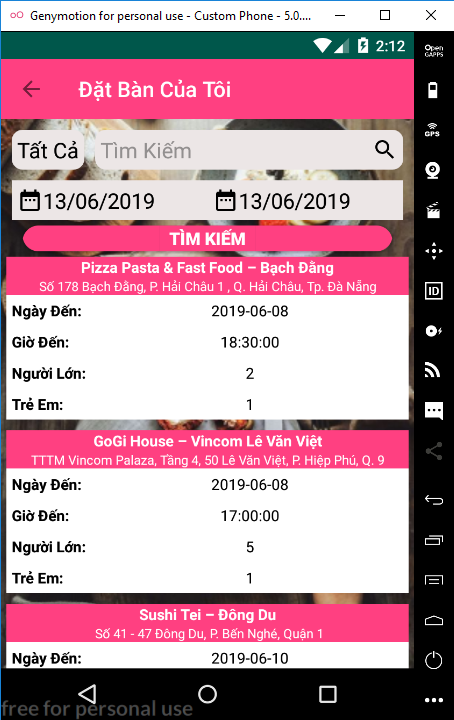 Genymotion for personal use - Custom Phone - 5.0....
2:12
Open
GAPPS
Đặt Bàn Của Tôi
Tất Cả
Tìm Kiếm
GPS
13/06/2019
13/06/2019
TÌM KIẾM
Pizza Pasta & Fast Food – Bạch Đằng
Số 178 Bạch Đằng, P. Hải Châu 1 , Q. Hải Châu, Tp. Đà Nẵng
ID
Ngày Đến: 2019-06-08
Giờ Đến: 18:30:00
Người Lớn: 2
Trẻ Em: 1
GoGi House – Vincom Lê Văn Việt
TTTM Vincom Palaza, Tầng 4, 50 Lê Văn Việt, P. Hiệp Phú, Q. 9
Ngày Đến: 2019-06-08
Giờ Đến: 17:00:00
Người Lớn: 5
Trẻ Em: 1
Sushi Tei – Đông Du
Số 41 - 47 Đông Du, P. Bến Nghé, Quận 1
Ngày Đến: 2019-06-10
free for personal use